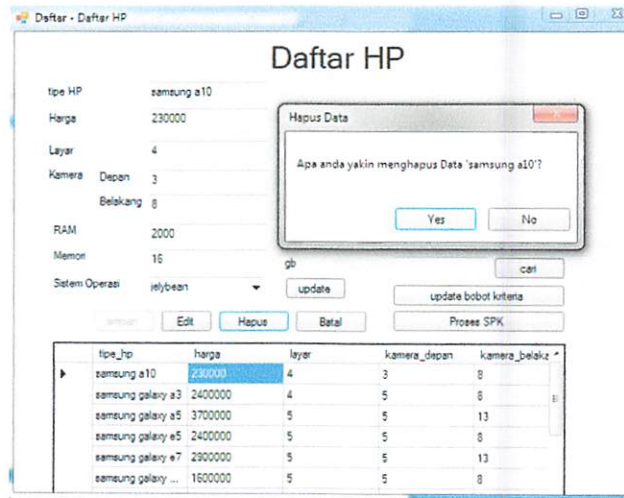 Daftar - Daftar HP
Daftar HP
tipe HP samsung a10
Harga 230000
Layar 4
Kamera Depan 3
Belakang 8
RAM 2000
Memori 16 gb
Sistem Operasi jelybean update
Hapus Data
Apa anda yakin menghapus Data 'samsung a10'?
Yes No
cari
update bobot kriteria
Edit Hapus Batal Proses SPK
tipe_hp harga layar kamera_depan kamera_belaka
samsung a10 230000 4 3 8
samsung galaxy a3 2400000 4 5 8
samsung galaxy a5 3700000 5 5 13
samsung galaxy e5 2400000 5 5 8
samsung galaxy e7 2900000 5 5 13
samsung galaxy ... 1600000 5 5 8